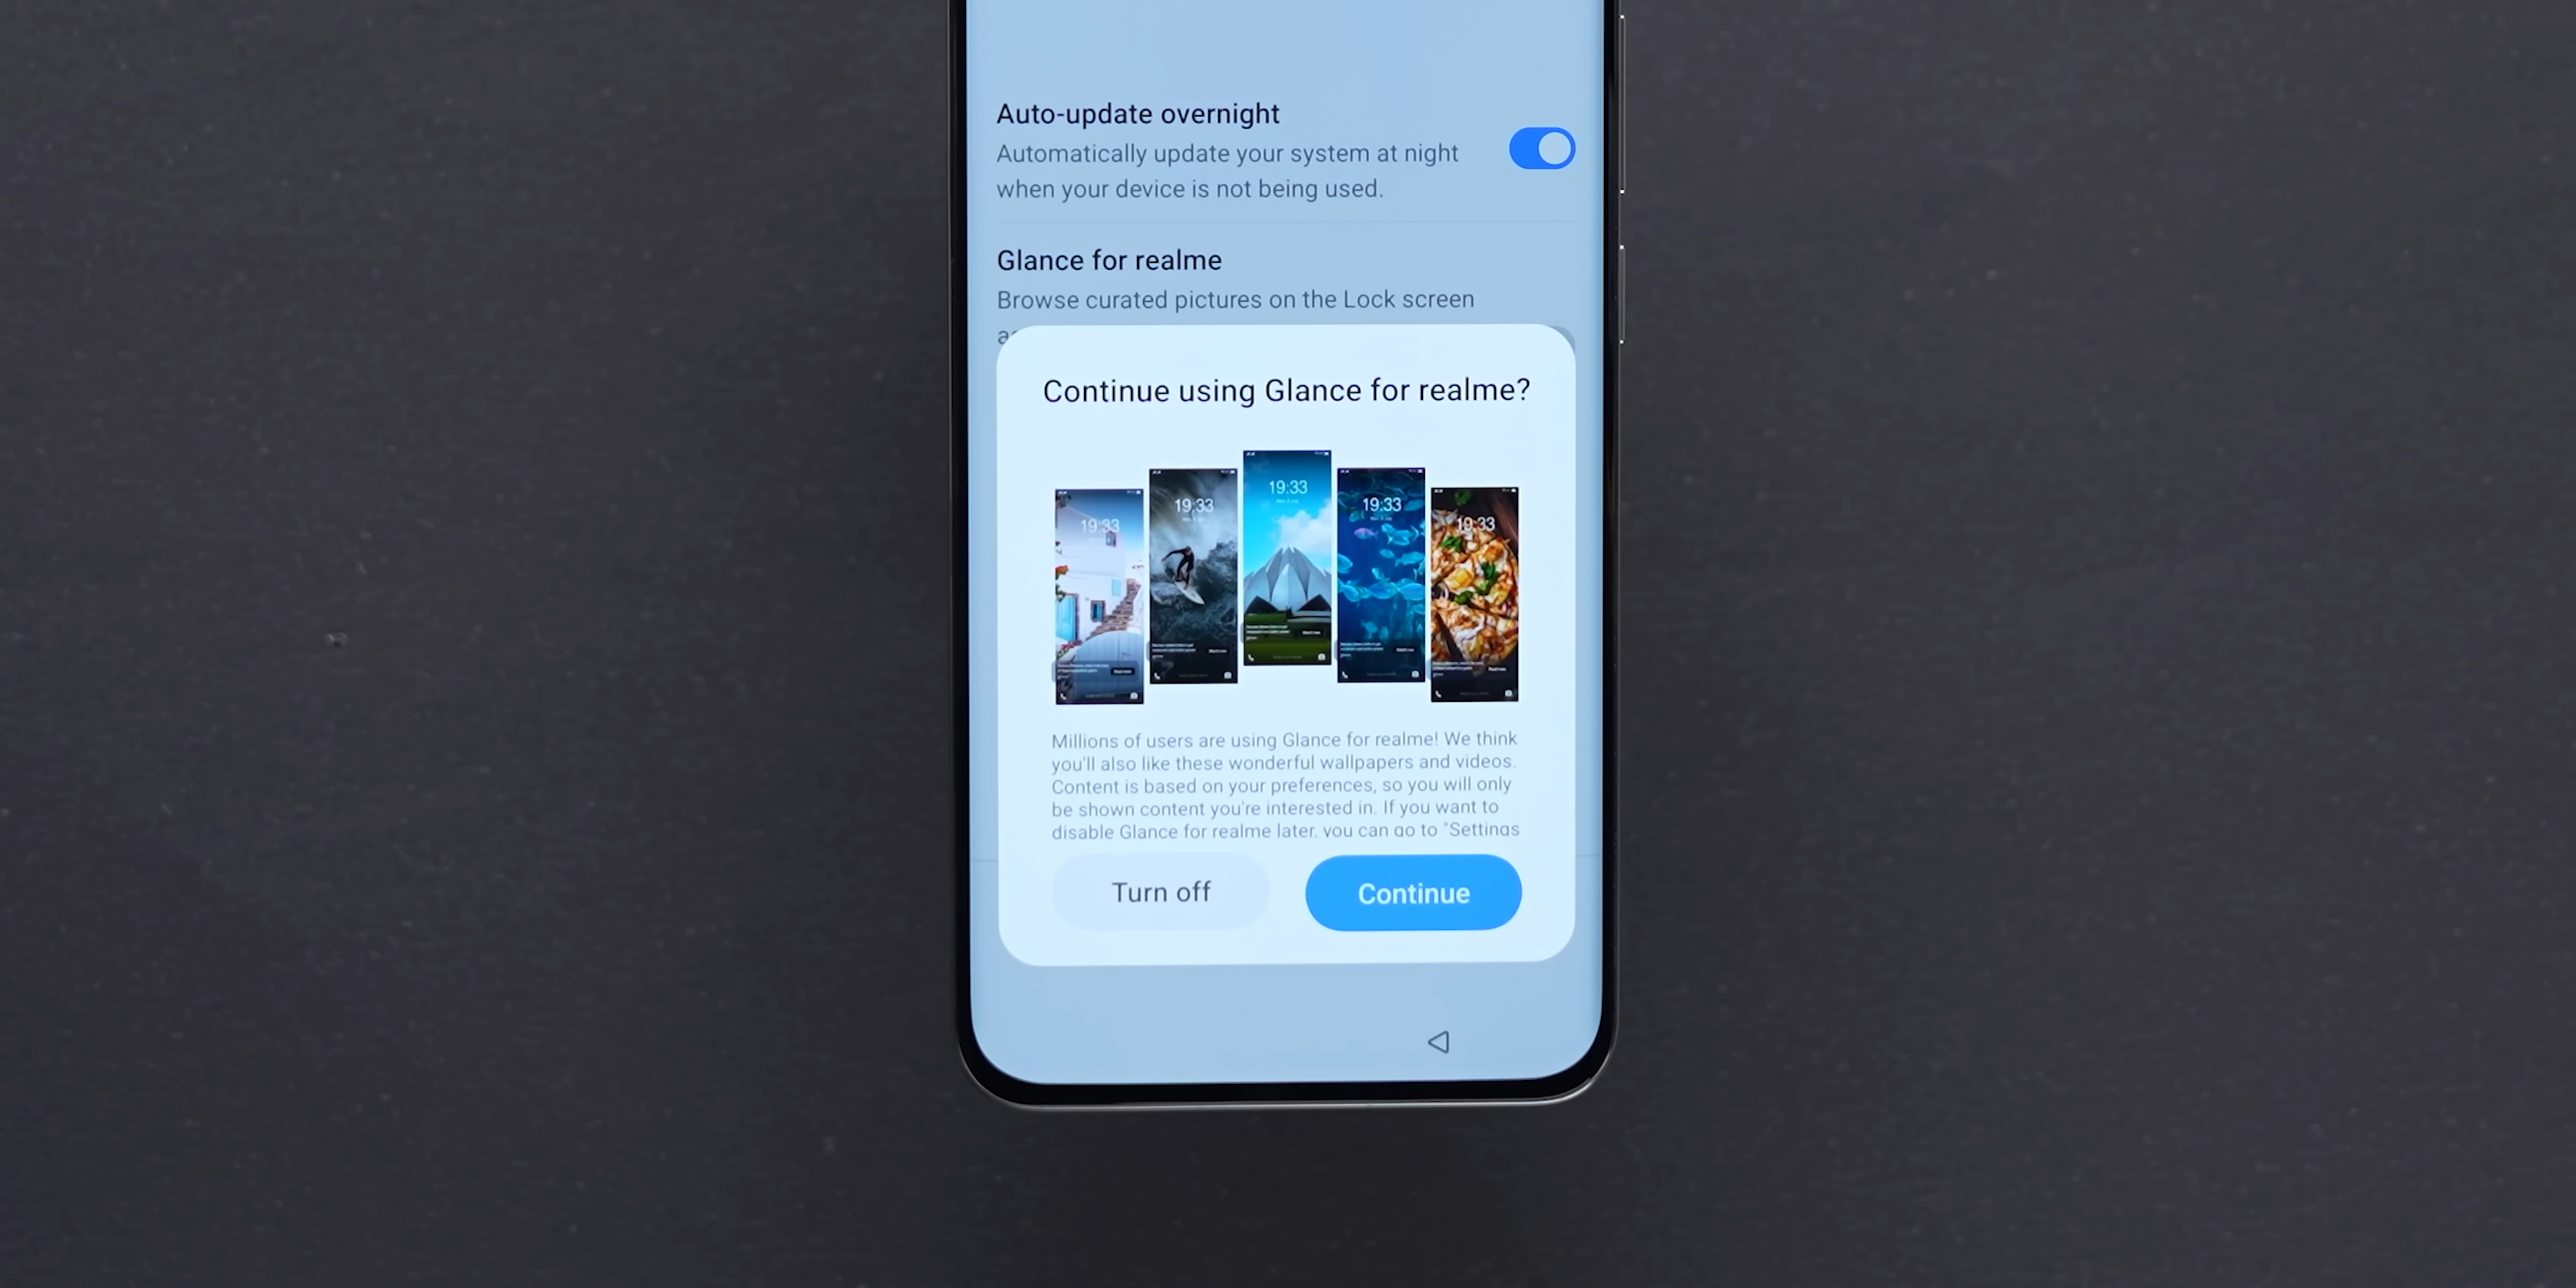 Auto-update overnight
Automatically update your system at night
when your device is not being used.
Glance for realme
Browse curated pictures on the Lock screen
Continue using Glance for realme?
19:33
19:33
19:33
19:33
19:33
Millions of users are using Glance for realme! We think
you'll also like these wonderful wallpapers and videos.
Content is based on your preferences, so you will only
be shown content you're interested in. If you want to
disable Glance for realme later, you can go to "Settings
Turn off
Continue